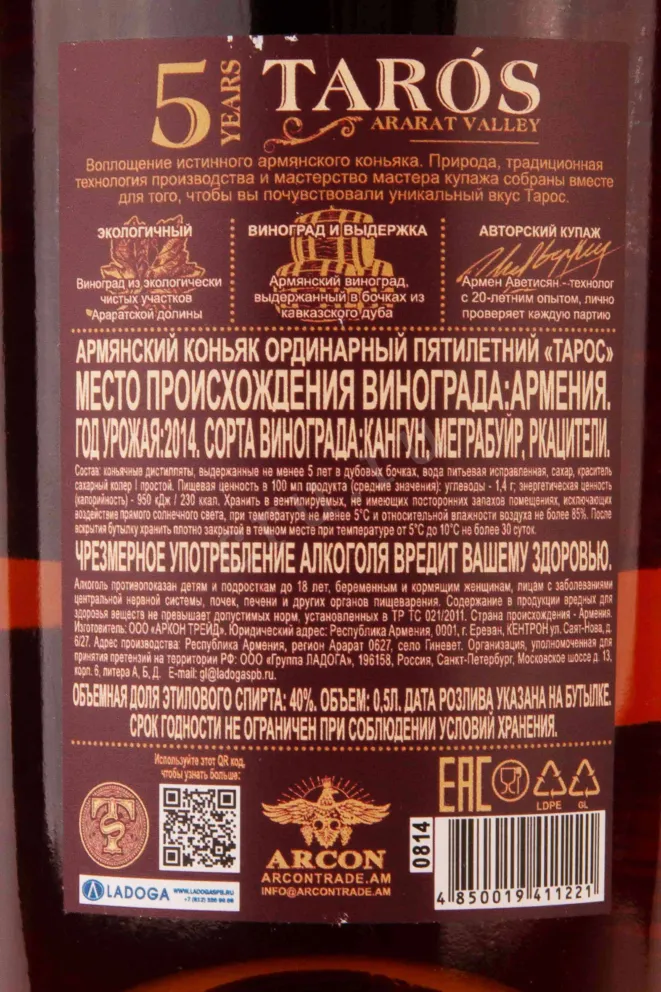 5 YEARS
TARÓS
ARARAT VALLEY
Воплощение истинного армянского коньяка. Природа, традиционная
технология производства и мастерство мастера купажа собраны вместе
для того, чтобы вы почувствовали уникальный вкус Тарос.
ЭКОЛОГИЧНЫЙ
Виноград из экологически
чистых участков
Араратской долины
ВИНОГРАД И ВЫДЕРЖКА
Армянский виноград,
выдержанный в бочках из
кавказского дуба
АВТОРСКИЙ КУПАЖ
Армен Аветисян - технолог
с 20-летним опытом, лично
проверяет каждую партию
АРМЯНСКИЙ КОНЬЯК ОРДИНАРНЫЙ ПЯТИЛЕТНИЙ «ТАРОС»
МЕСТО ПРОИСХОЖДЕНИЯ ВИНОГРАДА:АРМЕНИЯ.
ГОД УРОЖАЯ:2014. СОРТА ВИНОГРАДА:КАНГУН, МЕГРАБУЙР, РКАЦИТЕЛИ.
Состав: коньячные дистилляты, выдержанные не менее 5 лет в дубовых бочках, вода питьевая исправленная, сахар, краситель
сахарный колер I простой. Пищевая ценность в 100 мл продукта (средние значения): углеводы - 1,4 г; энергетическая ценность
(калорийность) - 950 кДж / 230 ккал. Хранить в вентилируемых, не имеющих посторонних запахов помещениях, исключающих
воздействие прямого солнечного света, при температуре не менее 5°С и относительной влажности воздуха не более 85%. После
вскрытия бутылку хранить плотно закрытой в темном месте при температуре от 5°С до 10°С не более 30 суток.
ЧРЕЗМЕРНОЕ УПОТРЕБЛЕНИЕ АЛКОГОЛЯ ВРЕДИТ ВАШЕМУ ЗДОРОВЬЮ.
Алкоголь противопоказан детям и подросткам до 18 лет, беременным и кормящим женщинам, лицам с заболеваниями
центральной нервной системы, почек, печени и других органов пищеварения. Содержание в продукции вредных для
здоровья веществ не превышает допустимых норм, установленных в ТР ТС 021/2011. Страна происхождения - Армения.
Изготовитель: ООО «АРКОН ТРЕЙД». Юридический адрес: Республика Армения, 0001, г. Ереван, КЕНТРОН ул. Саят-Нова, д.
6/27. Адрес производства: Республика Армения, регион Арарат 0627, село Гиневет. Организация, уполномоченная для
принятия претензий на территории РФ: ООО «Группа ЛАДОГА», 196158, Россия, Санкт-Петербург, Московское шоссе д. 13,
корп. 6, литера А, Б, Д. E-mail: gl@ladogaspb.ru
ОБЪЕМНАЯ ДОЛЯ ЭТИЛОВОГО СПИРТА: 40%. ОБЪЕМ: 0,5Л. ДАТА РОЗЛИВА УКАЗАНА НА БУТЫЛКЕ.
СРОК ГОДНОСТИ НЕ ОГРАНИЧЕН ПРИ СОБЛЮДЕНИИ УСЛОВИЙ ХРАНЕНИЯ.
Используйте этот QR код,
чтобы узнать больше:
LADOGA
WWW.LADOGASPB.RU
ARCON
ARCONTRADE.AM
INFO@ARCONTRADE.AM
EAC
LDPE
GL
0814
4 850019 411221